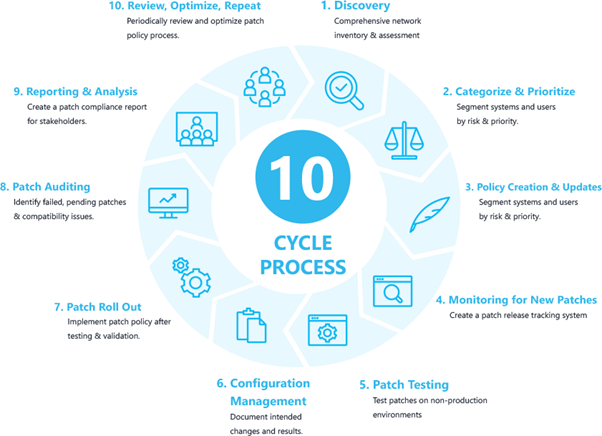 10. Review, Optimize, Repeat
Periodically review and optimize patch
policy process.
1. Discovery
Comprehensive network
inventory & assessment
2. Categorize & Prioritize
Segment systems and users
by risk & priority.
3. Policy Creation & Updates
Segment systems and users
by risk & priority.
4. Monitoring for New Patches
Create a patch release tracking system
5. Patch Testing
Test patches on non-production
environments
6. Configuration
Management
Document intended
changes and results.
7. Patch Roll Out
Implement patch policy after
testing & validation.
8. Patch Auditing
Identify failed, pending patches
& compatibility issues.
9. Reporting & Analysis
Create a patch compliance report
for stakeholders.
10
CYCLE
PROCESS